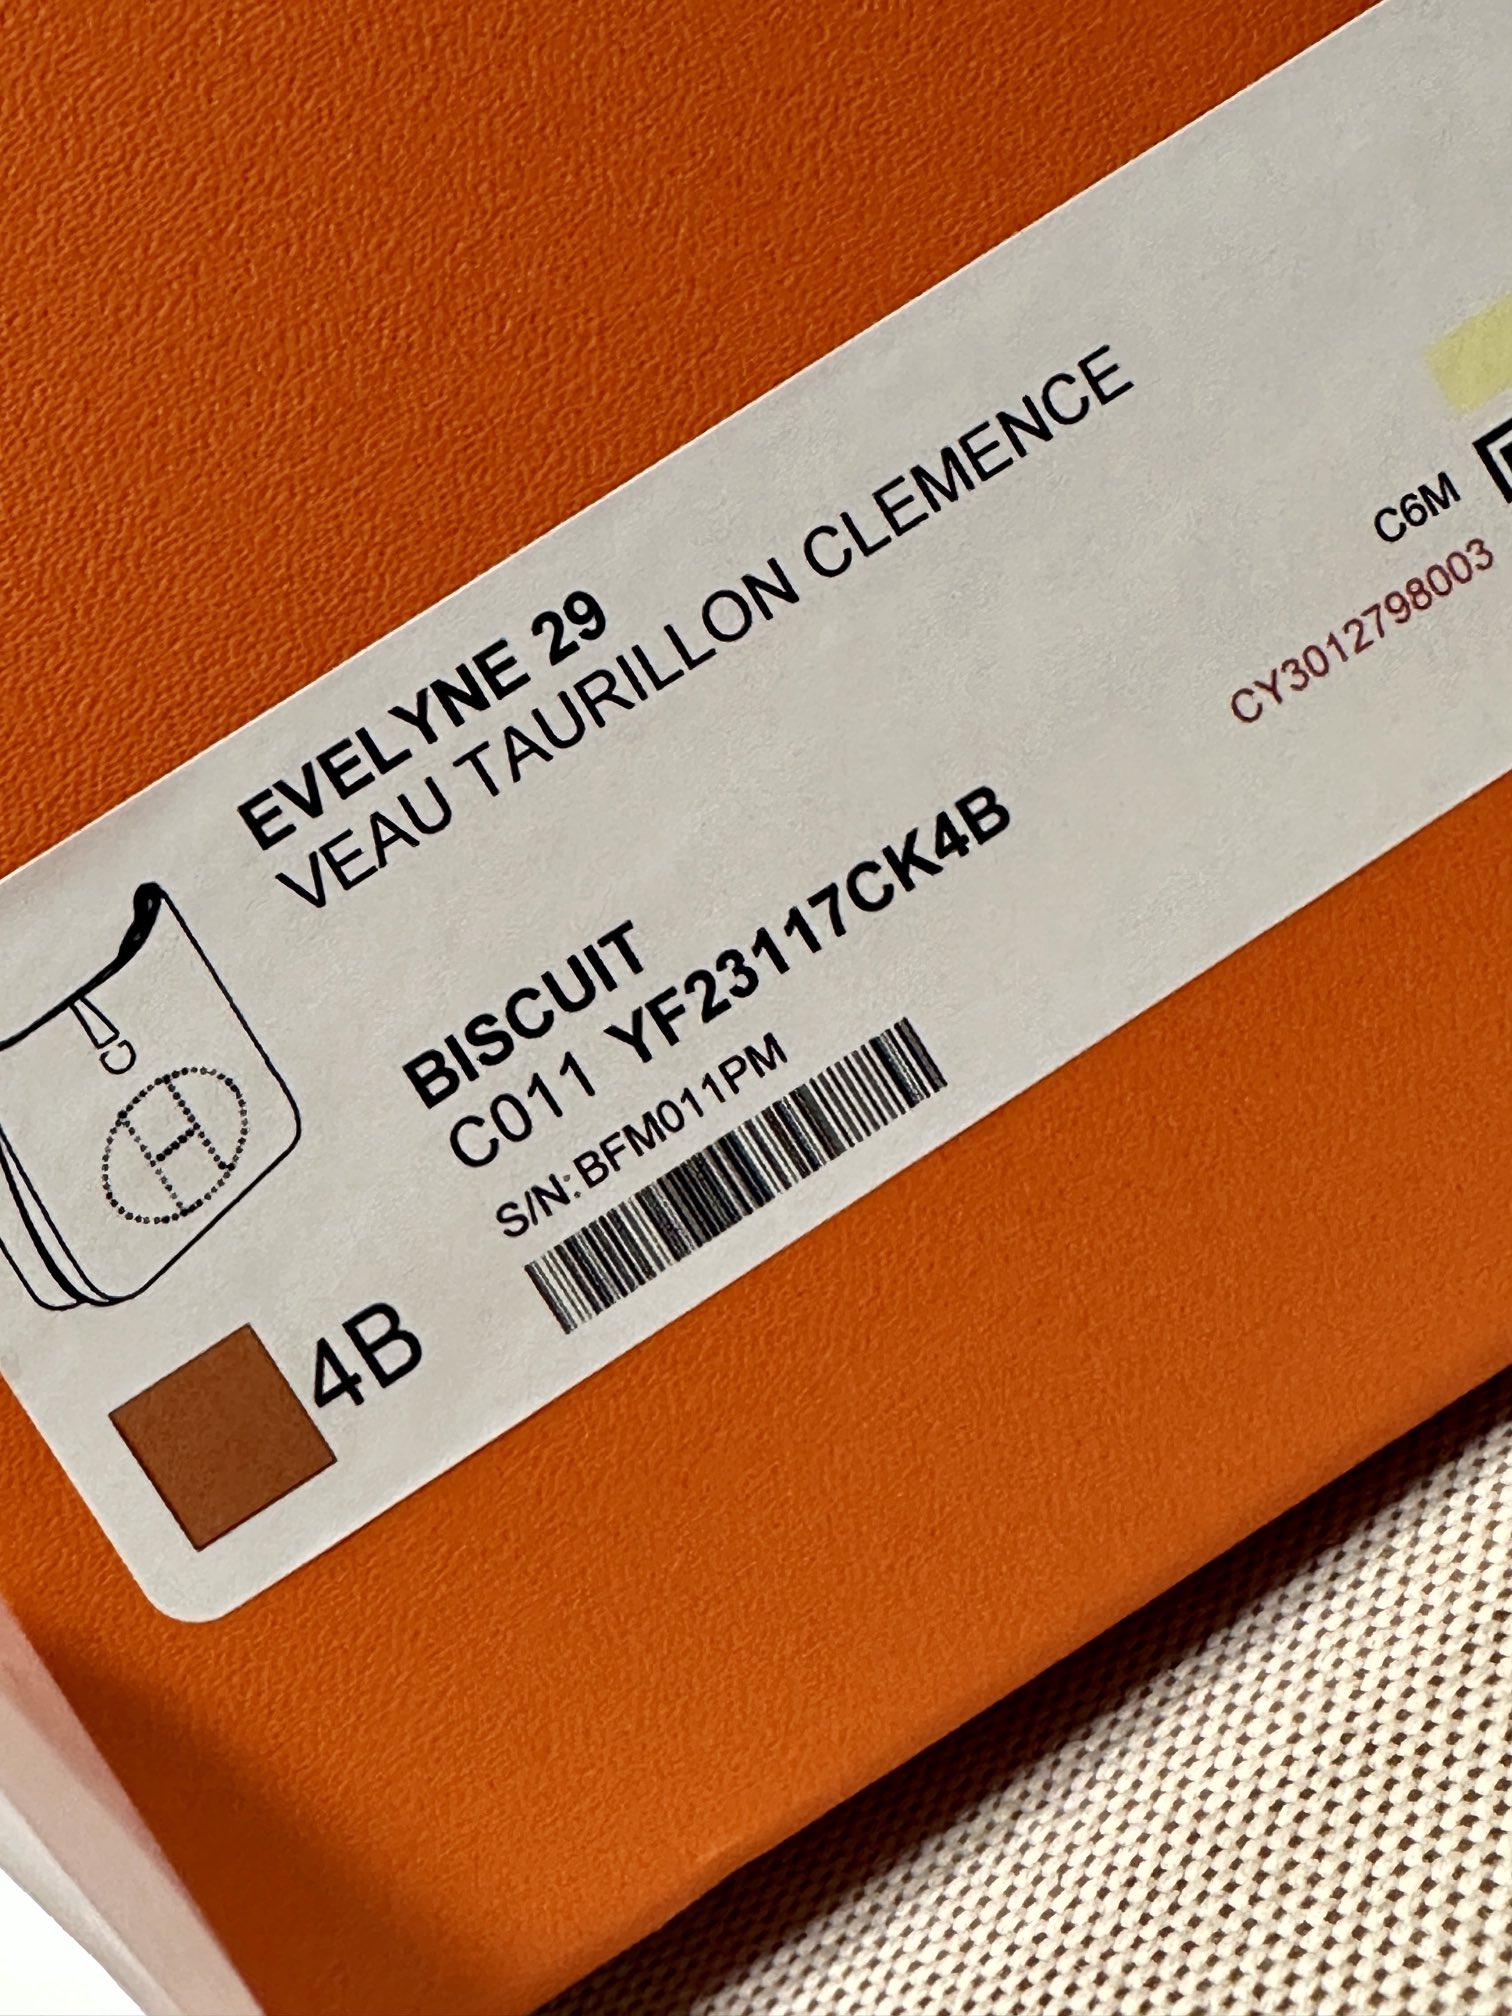 EVELYNE 29
VEAU TAURILLON CLEMENCE
BISCUIT
C011 YF23117CK4B
S/N:BFM011PM
4B
C6M
CY3012798003
H